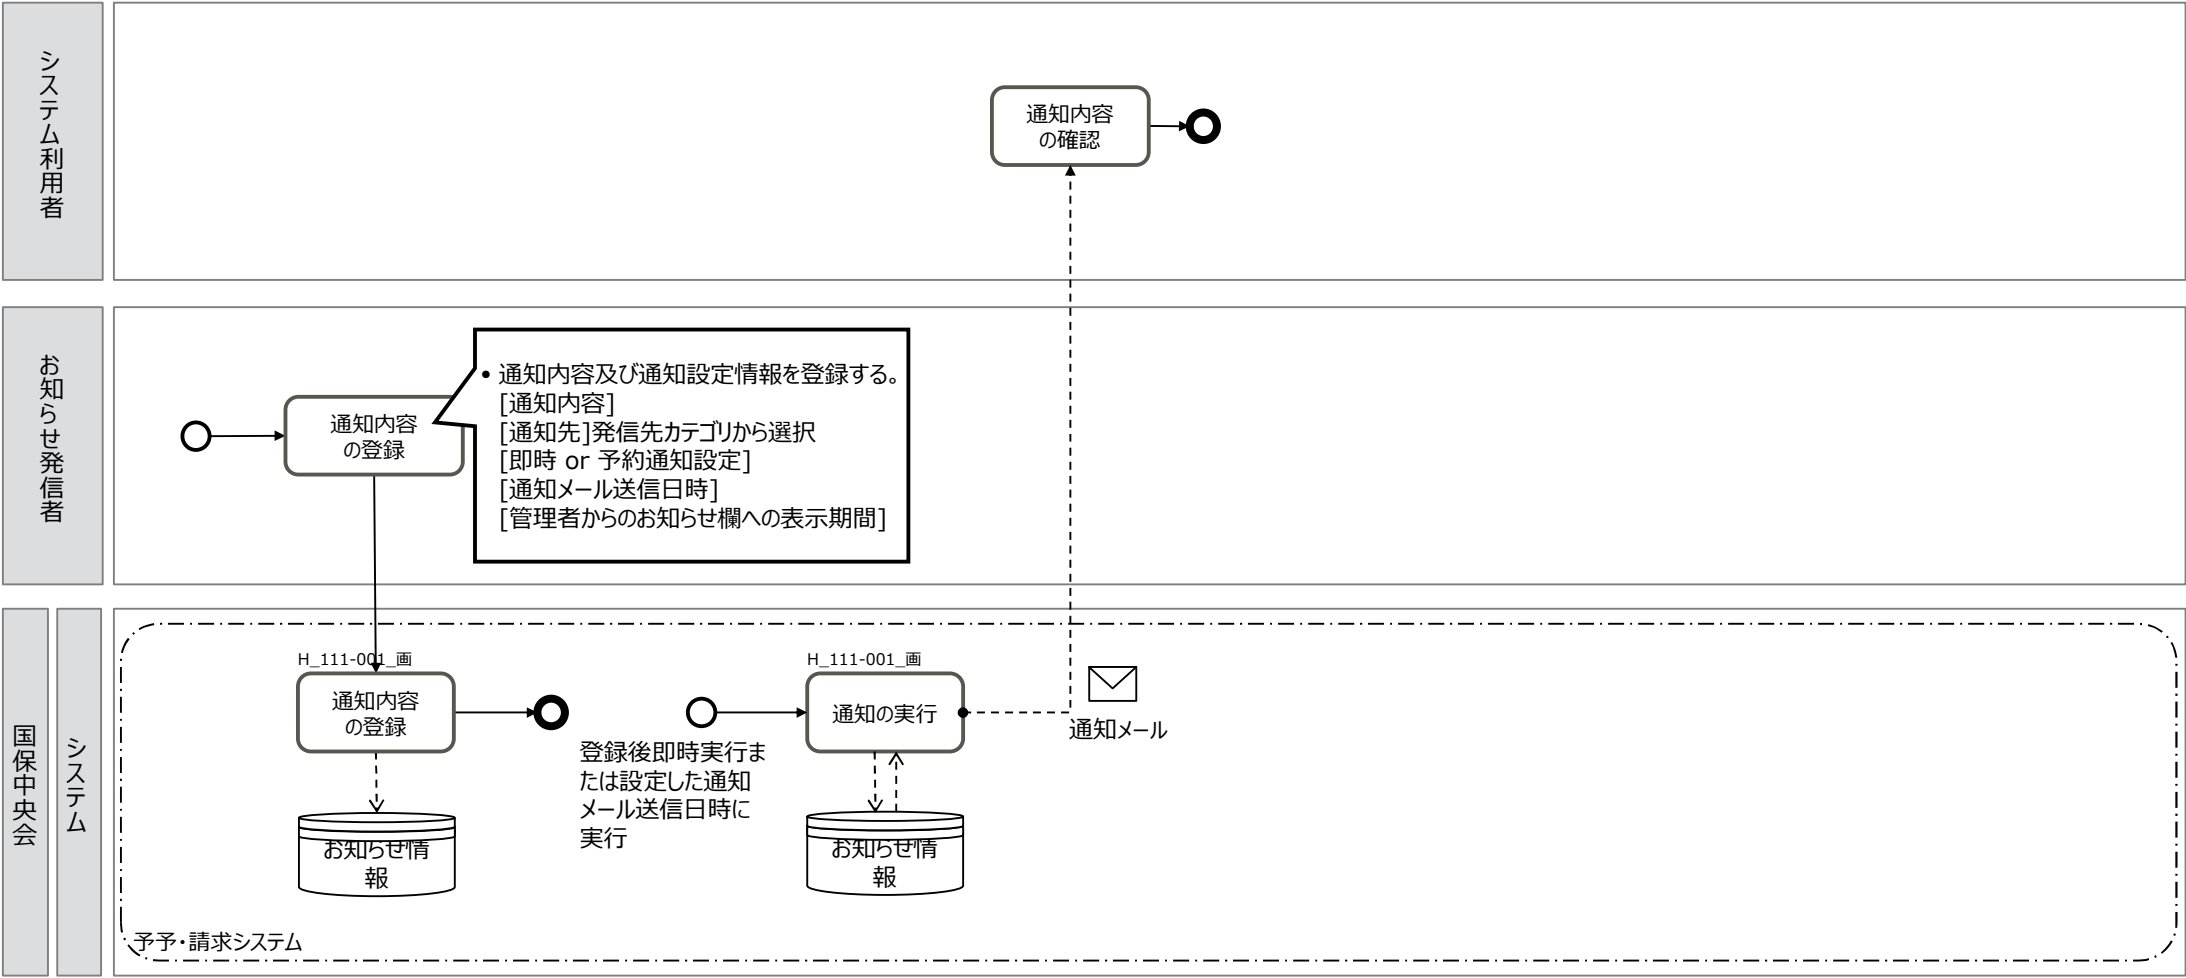 システム利用者
通知内容
の確認
お知らせ発信者
通知内容
の登録
• 通知内容及び通知設定情報を登録する。
[通知内容]
[通知先]発信先カテゴリから選択
[即時 or 予約通知設定]
[通知メール送信日時]
[管理者からのお知らせ欄への表示期間]
国保中央会
システム
H_111-001_画
通知内容
の登録
お知らせ情
報
登録後即時実行ま
たは設定した通知
メール送信日時に
実行
H_111-001_画
通知の実行
お知らせ情
報
通知メール
予予・請求システム